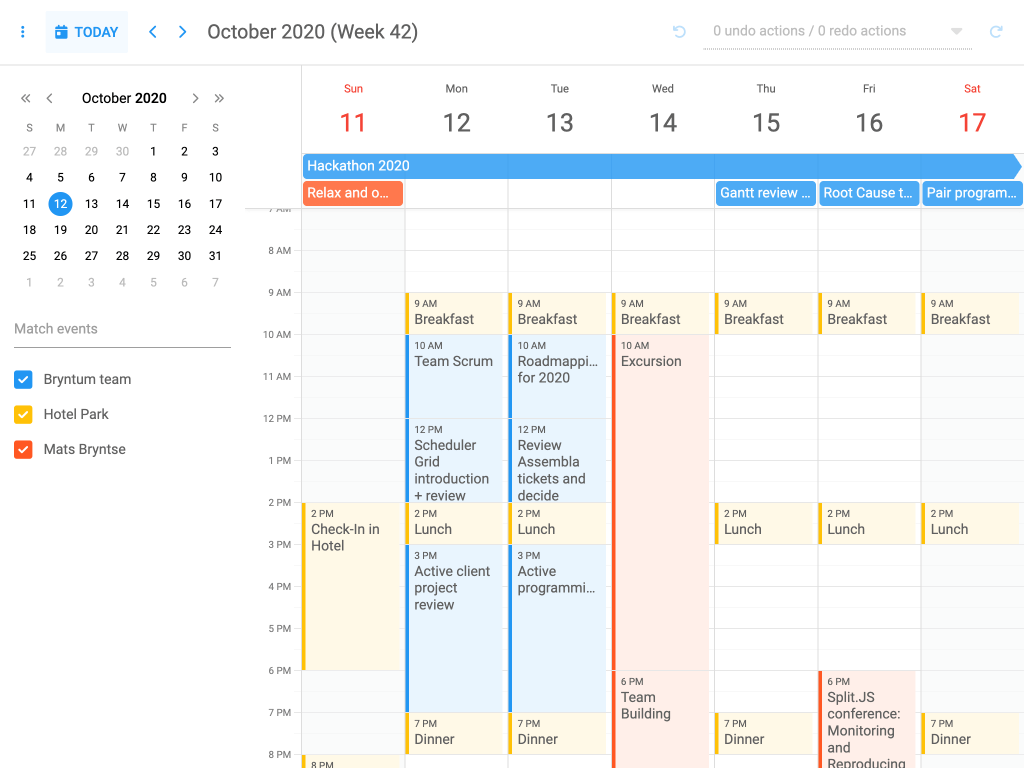 TODAY
October 2020 (Week 42)
0 undo actions / 0 redo actions
October 2020
S M T W T F S
27 28 29 30 1 2 3
4 5 6 7 8 9 10
11 12 13 14 15 16 17
18 19 20 21 22 23 24
25 26 27 28 29 30 31
1 2 3 4 5 6 7
Match events
Bryntum team
Hotel Park
Mats Bryntse
Sun Mon Tue Wed Thu Fri Sat
11 12 13 14 15 16 17
Hackathon 2020
Relax and o... Gantt review ... Root Cause t... Pair program...
7 AM
8 AM
9 AM
10 AM
11 AM
12 PM
1 PM
2 PM
3 PM
4 PM
5 PM
6 PM
7 PM
8 PM
2 PM
Check-In in
Hotel
8 PM
9 AM
Breakfast
10 AM
Team Scrum
12 PM
Scheduler
Grid
introduction
+ review
2 PM
Lunch
3 PM
Active client
project
review
7 PM
Dinner
9 AM
Breakfast
10 AM
Roadmappi...
for 2020
12 PM
Review
Assembla
tickets and
decide
2 PM
Lunch
3 PM
Active
programmi...
7 PM
Dinner
9 AM
Breakfast
10 AM
Excursion
6 PM
Team
Building
9 AM
Breakfast
2 PM
Lunch
7 PM
Dinner
9 AM
Breakfast
2 PM
Lunch
6 PM
Split.JS
conference:
Monitoring
and
Reproducing
9 AM
Breakfast
2 PM
Lunch
7 PM
Dinner